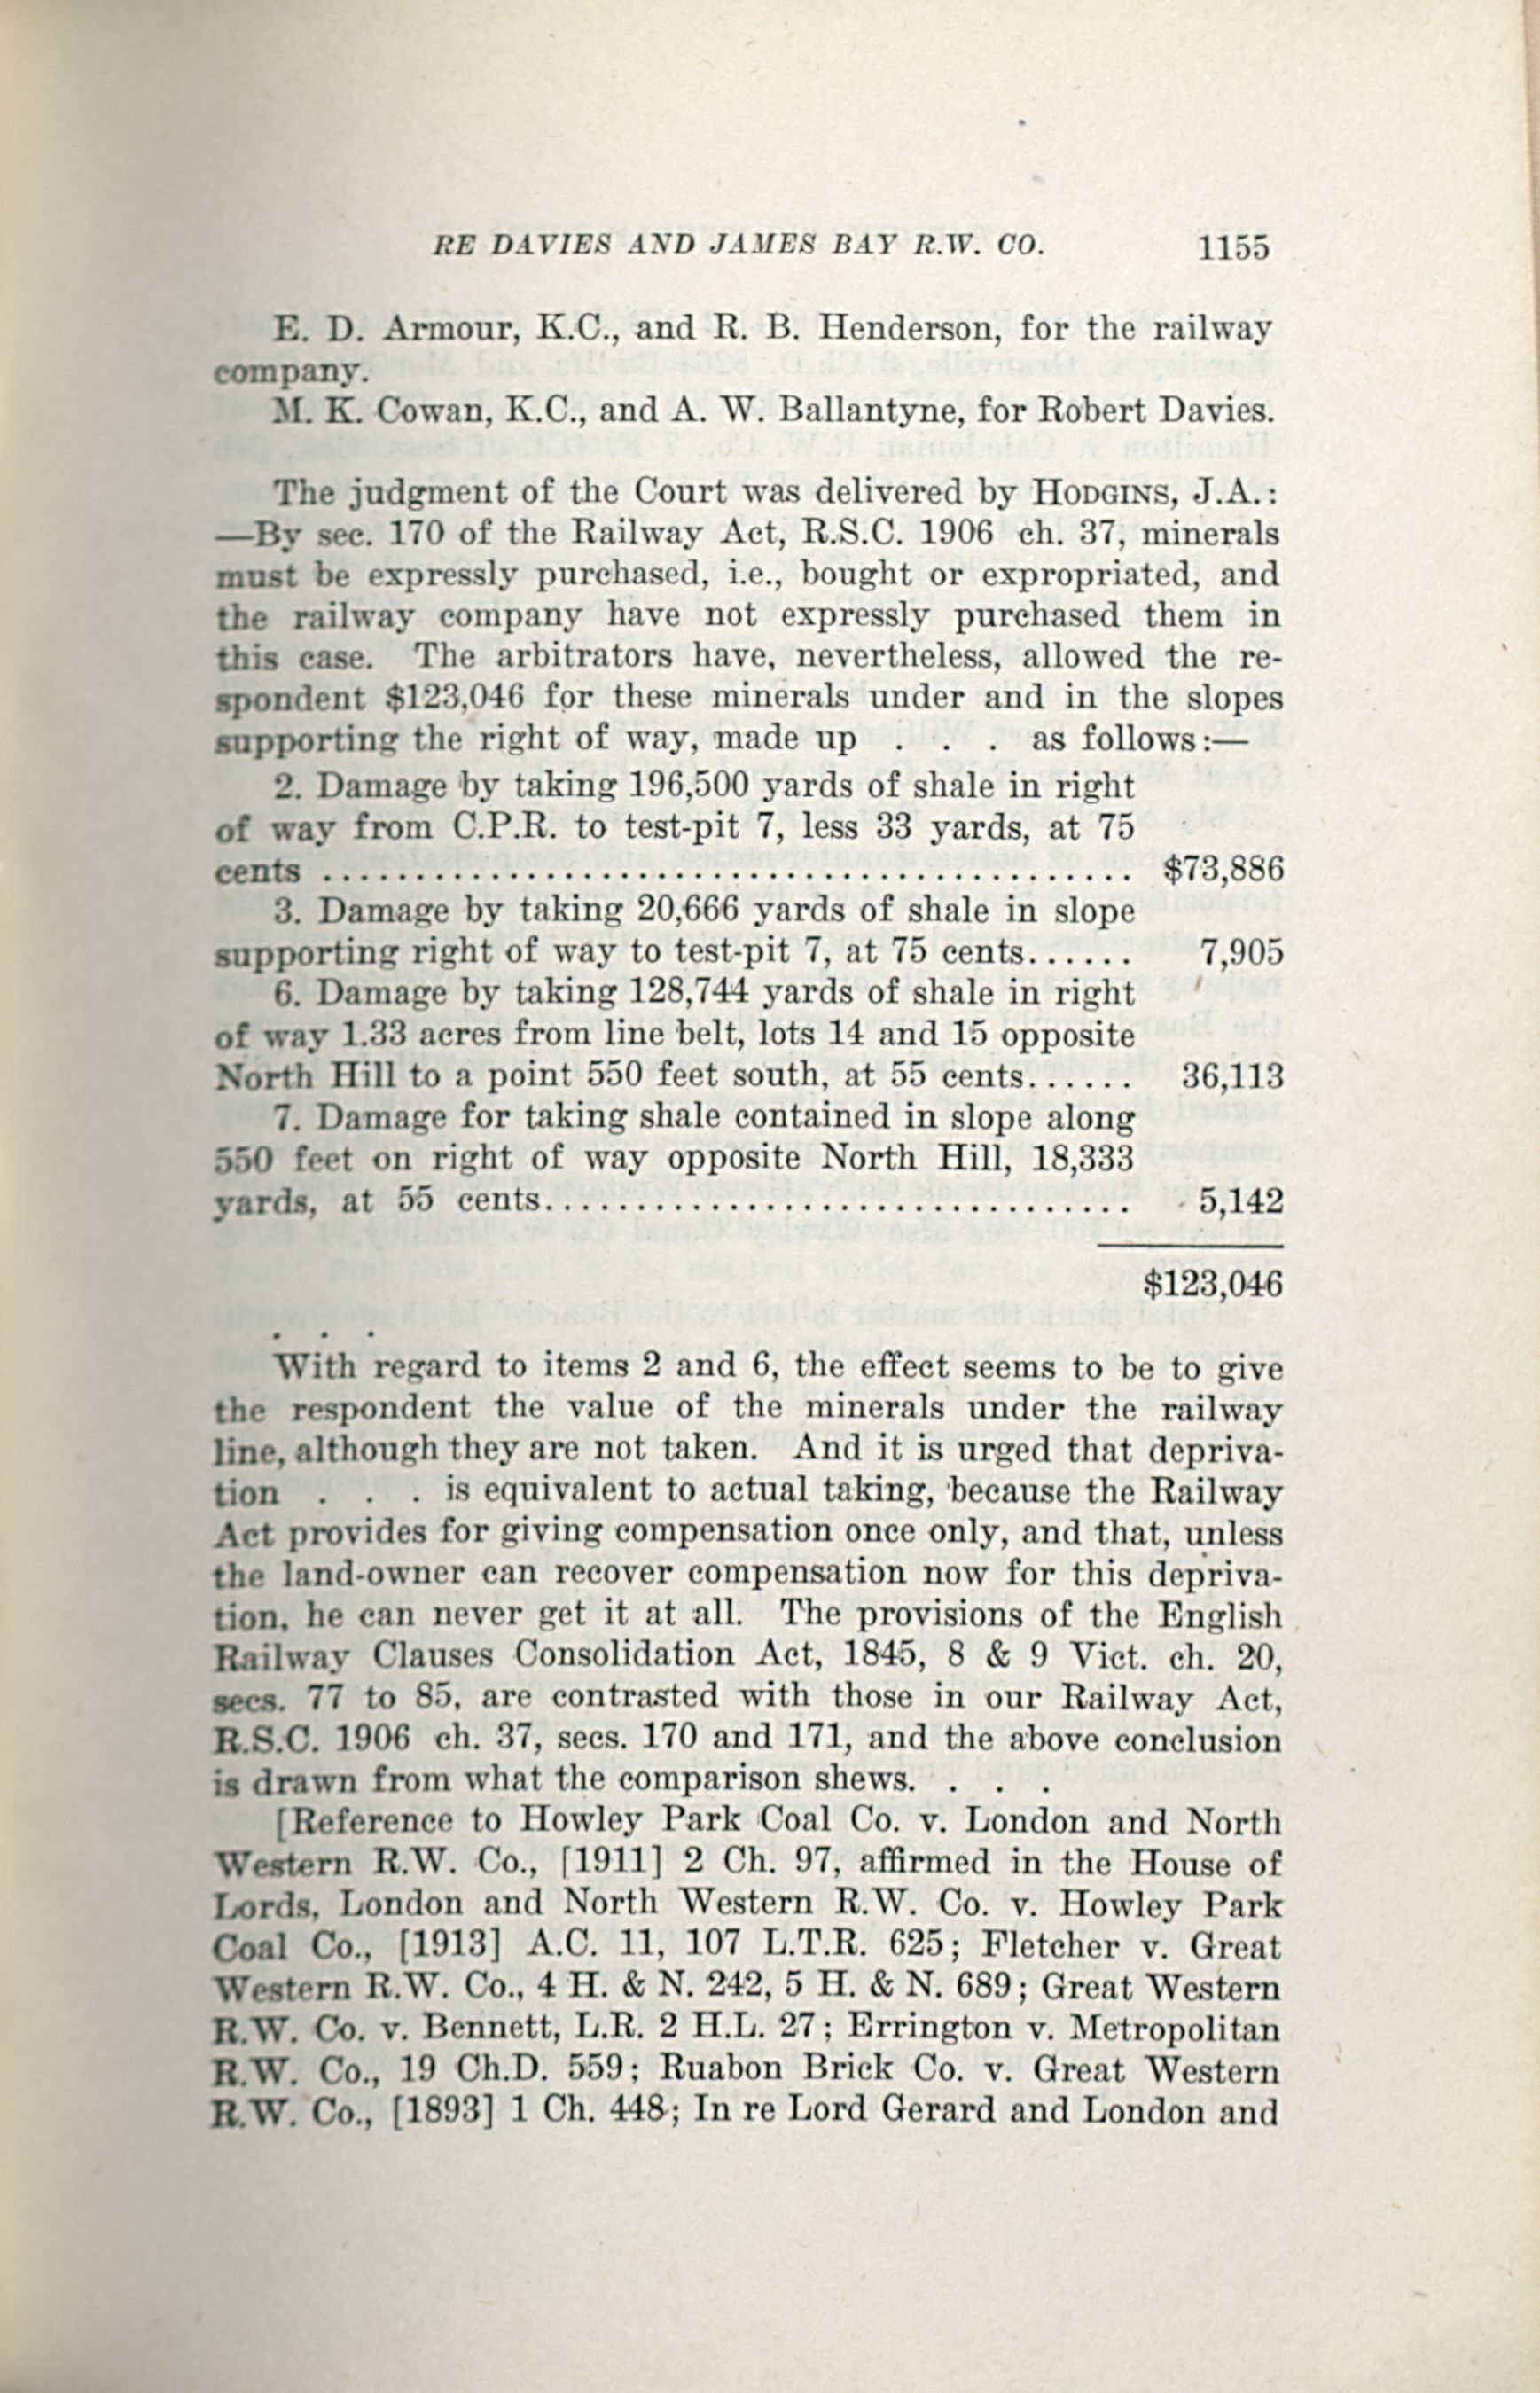 RE DAVIES AND JAMES BAY R.W. CO. 1155
E. D. Armour, K.C., and R. B. Henderson, for the railway
company.
M. K. Cowan, K.C., and A. W. Ballantyne, for Robert Davies.
The judgment of the Court was delivered by HODGINS, J.A.:
—By sec. 170 of the Railway Act, R.S.C. 1906 ch. 37, minerals
must be expressly purchased, i.e., bought or expropriated, and
the railway company have not expressly purchased them in
this case. The arbitrators have, nevertheless, allowed the re-
spondent $123,046 for these minerals under and in the slopes
supporting the right of way, made up . . . as follows:—
2. Damage by taking 196,500 yards of shale in right
of way from C.P.R. to test-pit 7, less 33 yards, at 75
cents ............................................ $73,886
3. Damage by taking 20,666 yards of shale in slope
supporting right of way to test-pit 7, at 75 cents...... 7,905
6. Damage by taking 128,744 yards of shale in right
of way 1.33 acres from line belt, lots 14 and 15 opposite
North Hill to a point 550 feet south, at 55 cents...... 36,113
7. Damage for taking shale contained in slope along
550 feet on right of way opposite North Hill, 18,333
yards, at 55 cents................................ 5,142
$123,046
. . .
With regard to items 2 and 6, the effect seems to be to give
the respondent the value of the minerals under the railway
line, although they are not taken. And it is urged that depriva-
tion . . . is equivalent to actual taking, because the Railway
Act provides for giving compensation once only, and that, unless
the land-owner can recover compensation now for this depriva-
tion, he can never get it at all. The provisions of the English
Railway Clauses Consolidation Act, 1845, 8 & 9 Vict. ch. 20,
secs. 77 to 85, are contrasted with those in our Railway Act,
R.S.C. 1906 ch. 37, secs. 170 and 171, and the above conclusion
is drawn from what the comparison shews. . . .
[Reference to Howley Park Coal Co. v. London and North
Western R.W. Co., [1911] 2 Ch. 97, affirmed in the House of
Lords, London and North Western R.W. Co. v. Howley Park
Coal Co., [1913] A.C. 11, 107 L.T.R. 625; Fletcher v. Great
Western R.W. Co., 4 H. & N. 242, 5 H. & N. 689; Great Western
R.W. Co. v. Bennett, L.R. 2 H.L. 27; Errington v. Metropolitan
R.W. Co., 19 Ch.D. 559; Ruabon Brick Co. v. Great Western
R.W. Co., [1893] 1 Ch. 448; In re Lord Gerard and London and